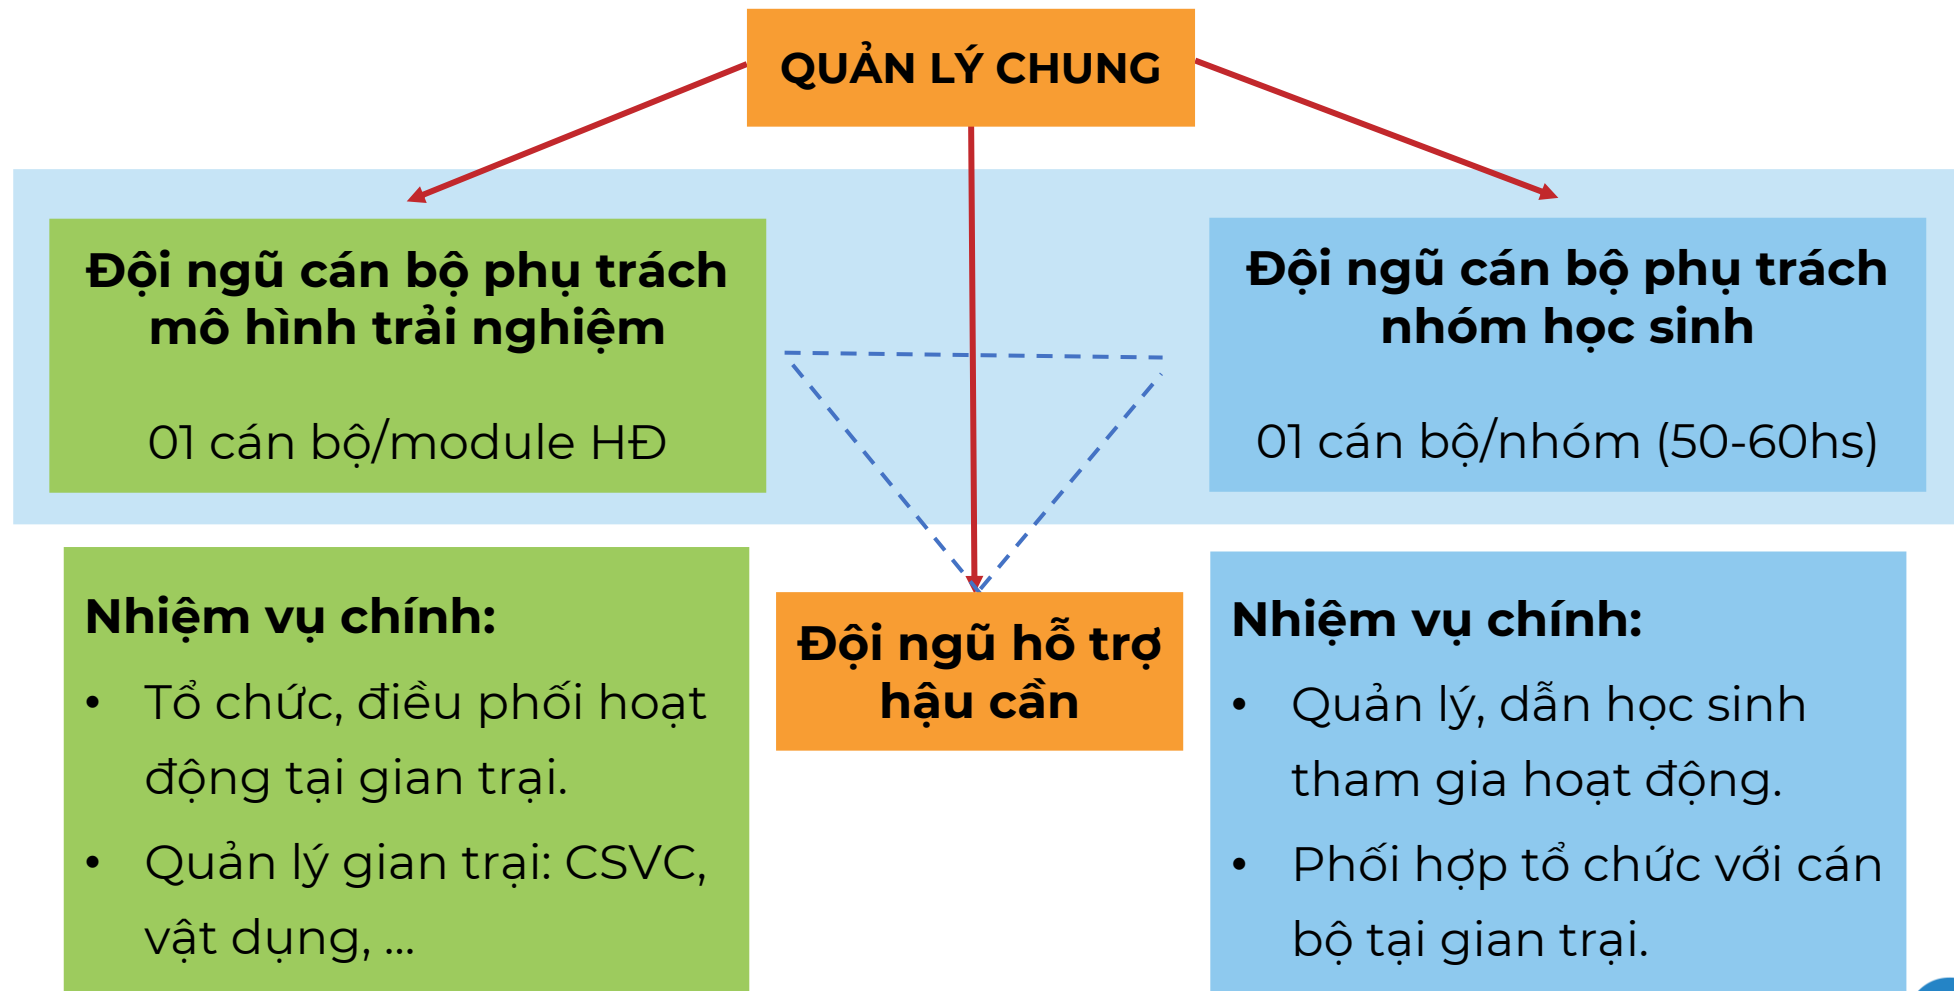 QUẢN LÝ CHUNG
Đội ngũ cán bộ phụ trách
mô hình trải nghiệm
01 cán bộ/module HĐ
Đội ngũ cán bộ phụ trách
nhóm học sinh
01 cán bộ/nhóm (50-60hs)
Nhiệm vụ chính:
• Tổ chức, điều phối hoạt
động tại gian trại.
• Quản lý gian trại: CSVC,
vật dụng, ...
Đội ngũ hỗ trợ
hậu cần
Nhiệm vụ chính:
• Quản lý, dẫn học sinh
tham gia hoạt động.
• Phối hợp tổ chức với cán
bộ tại gian trại.